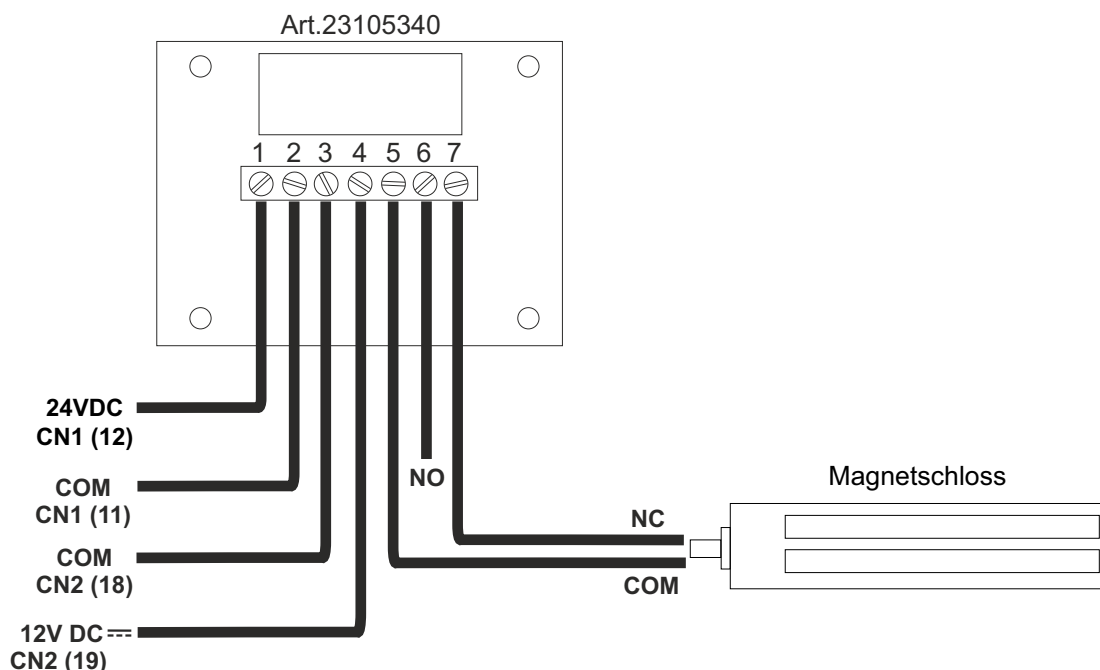 Art.23105340
1 2 3 4 5 6 7
24VDC
CN1 (12)
COM
CN1 (11)
COM
CN2 (18)
12V DC ⎓
CN2 (19)
NO
NC
COM
Magnetschloss